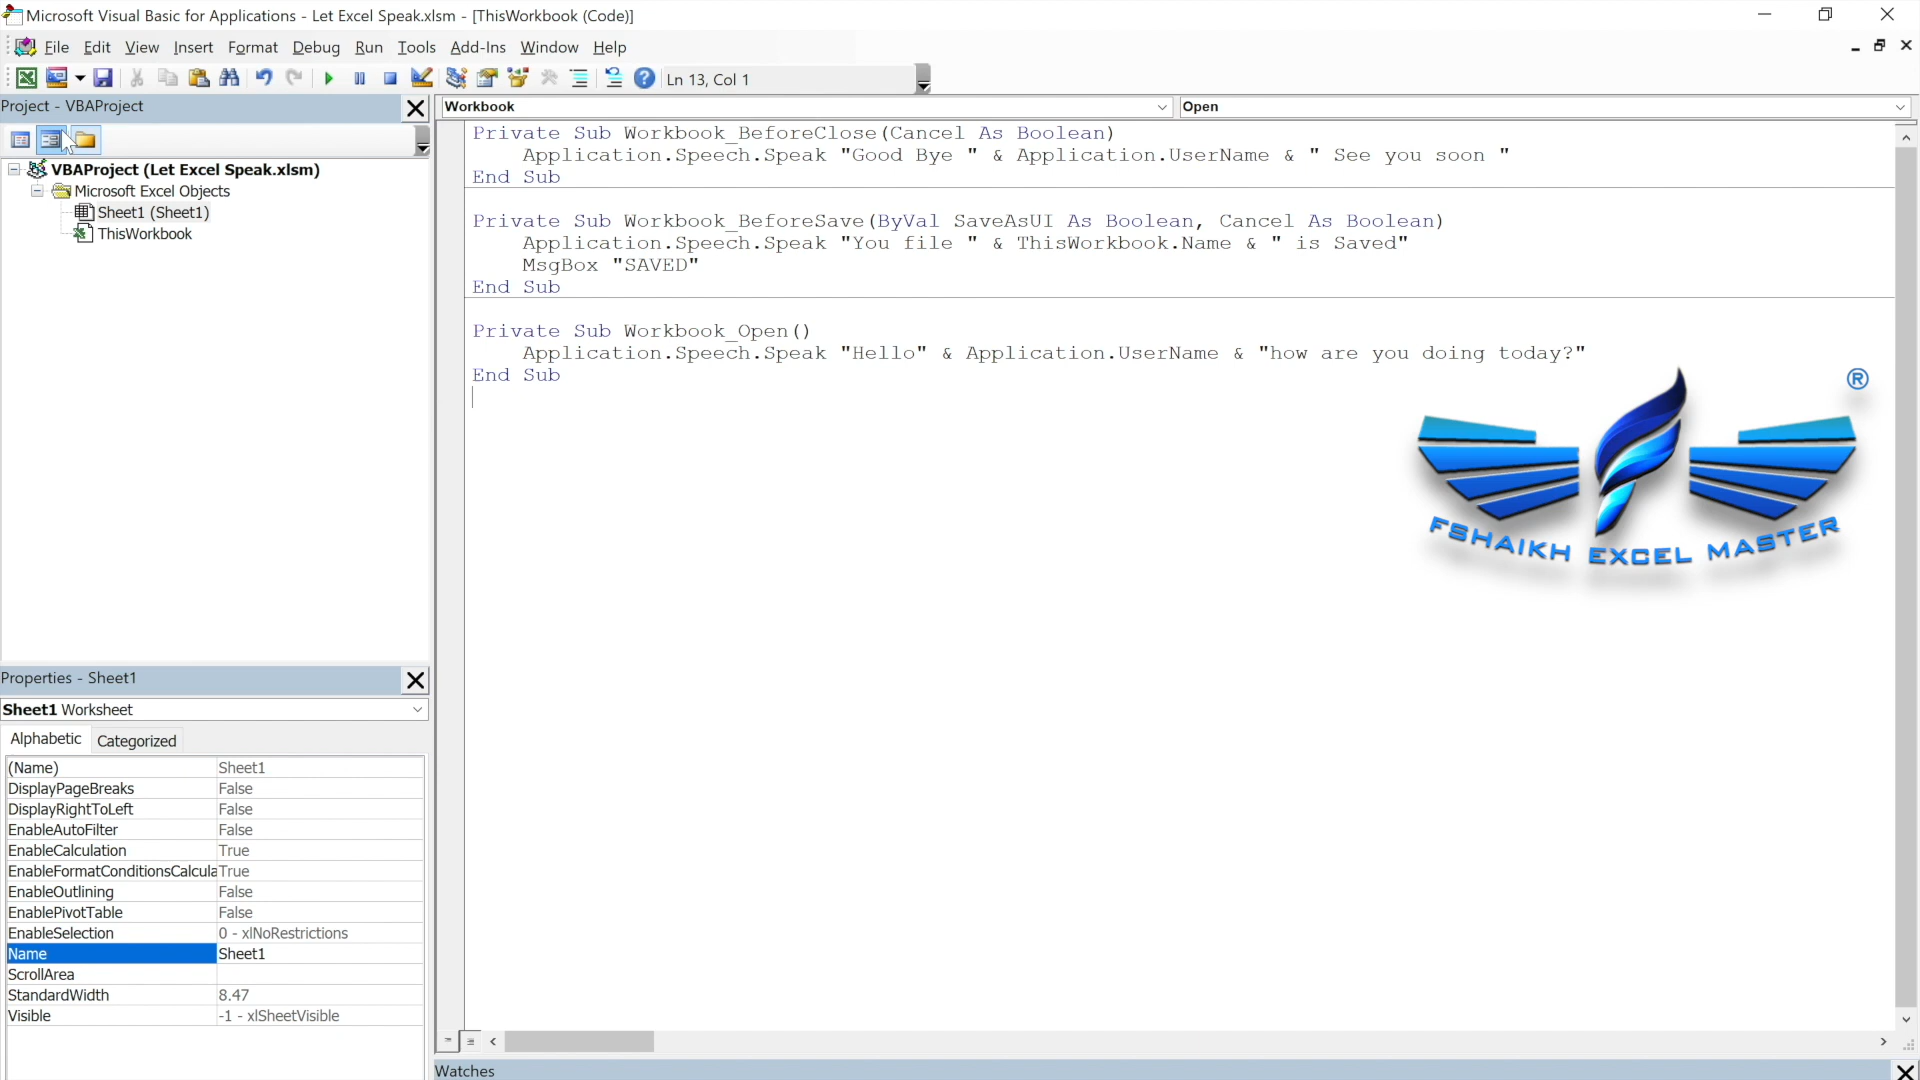 Microsoft Visual Basic for Applications - Let Excel Speak.xlsm - [ThisWorkbook (Code)]
File Edit View Insert Format Debug Run Tools Add-Ins Window Help
Ln 13, Col 1
Project - VBAProject
VBAProject (Let Excel Speak.xlsm)
Microsoft Excel Objects
Sheet1 (Sheet1)
ThisWorkbook
Properties - Sheet1
Sheet1 Worksheet
Alphabetic Categorized
(Name) Sheet1
DisplayPageBreaks False
DisplayRightToLeft False
EnableAutoFilter False
EnableCalculation True
EnableFormatConditionsCalcula True
EnableOutlining False
EnablePivotTable False
EnableSelection 0 - xlNoRestrictions
Name Sheet1
ScrollArea
StandardWidth 8.47
Visible -1 - xlSheetVisible
Workbook Open
Private Sub Workbook_BeforeClose(Cancel As Boolean)
Application.Speech.Speak "Good Bye " & Application.UserName & " See you soon "
End Sub
Private Sub Workbook_BeforeSave(ByVal SaveAsUI As Boolean, Cancel As Boolean)
Application.Speech.Speak "You file " & ThisWorkbook.Name & " is Saved"
MsgBox "SAVED"
End Sub
Private Sub Workbook_Open()
Application.Speech.Speak "Hello" & Application.UserName & "how are you doing today?"
End Sub
®
FSHAIKH EXCEL MASTER
Watches